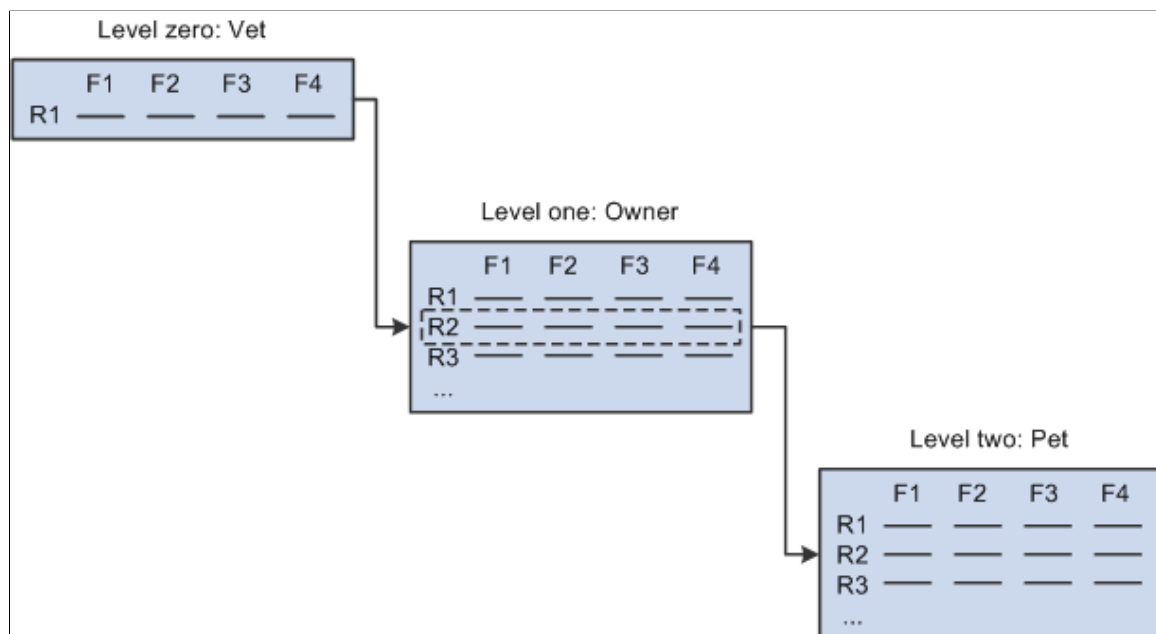 Level zero: Vet
F1 F2 F3 F4
R1
Level one: Owner
F1 F2 F3 F4
R1
R2
R3
...
Level two: Pet
F1 F2 F3 F4
R1
R2
R3
...